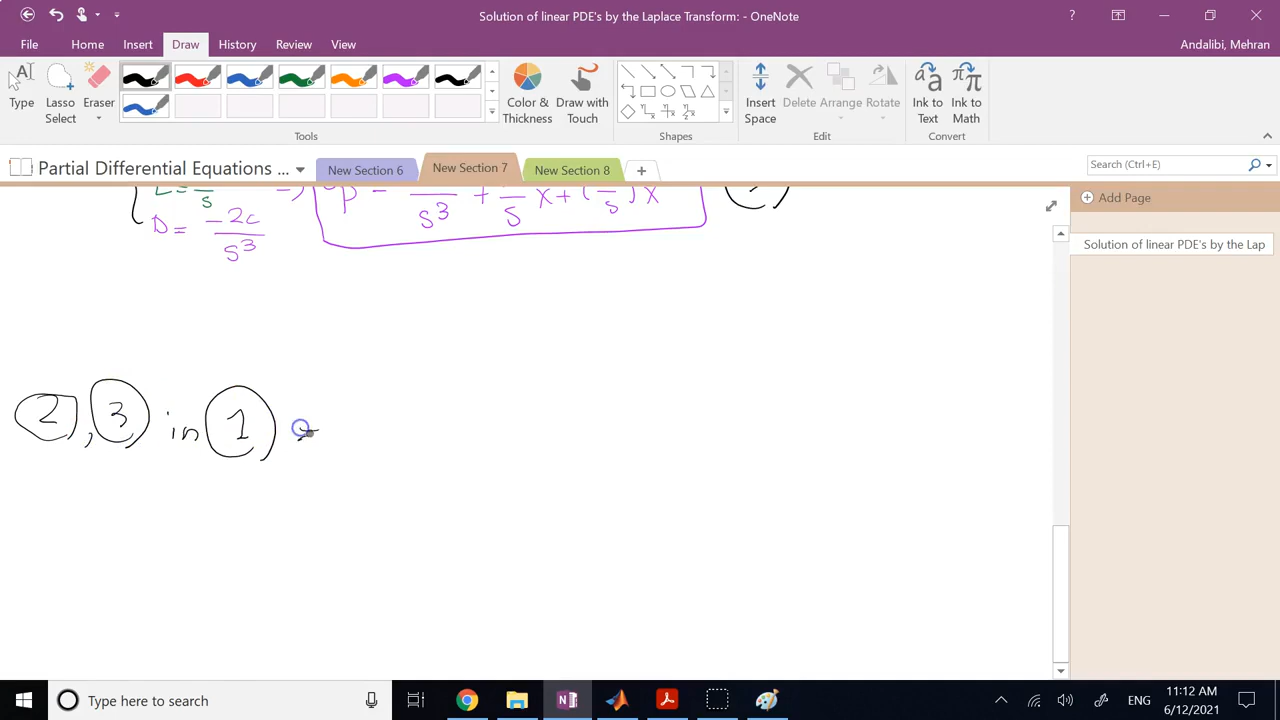 Solution of linear PDE's by the Laplace Transform: - OneNote
?
Andalibi, Mehran
File Home Insert Draw History Review View
Type
Lasso Select
Eraser
Color & Thickness
Draw with Touch
Insert Space
Delete Arrange Rotate
Ink to Text
Ink to Math
Tools Shapes Edit Convert
Partial Differential Equations ... New Section 6 New Section 7 New Section 8
Search (Ctrl+E)
Add Page
Solution of linear PDE's by the Lap
s
s³ + s x + ( s ) x
D = -2c
s³
2 , 3 in 1
Type here to search
ENG
11:12 AM
6/12/2021